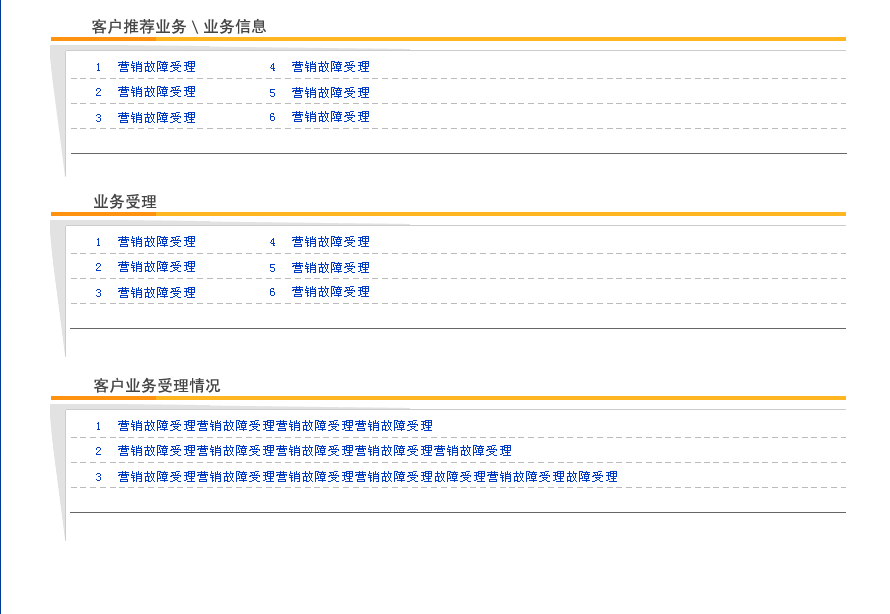 客户推荐业务 \ 业务信息
1 营销故障受理 4 营销故障受理
2 营销故障受理 5 营销故障受理
3 营销故障受理 6 营销故障受理
业务受理
1 营销故障受理 4 营销故障受理
2 营销故障受理 5 营销故障受理
3 营销故障受理 6 营销故障受理
客户业务受理情况
1 营销故障受理营销故障受理营销故障受理营销故障受理
2 营销故障受理营销故障受理营销故障受理营销故障受理营销故障受理
3 营销故障受理营销故障受理营销故障受理营销故障受理故障受理营销故障受理故障受理